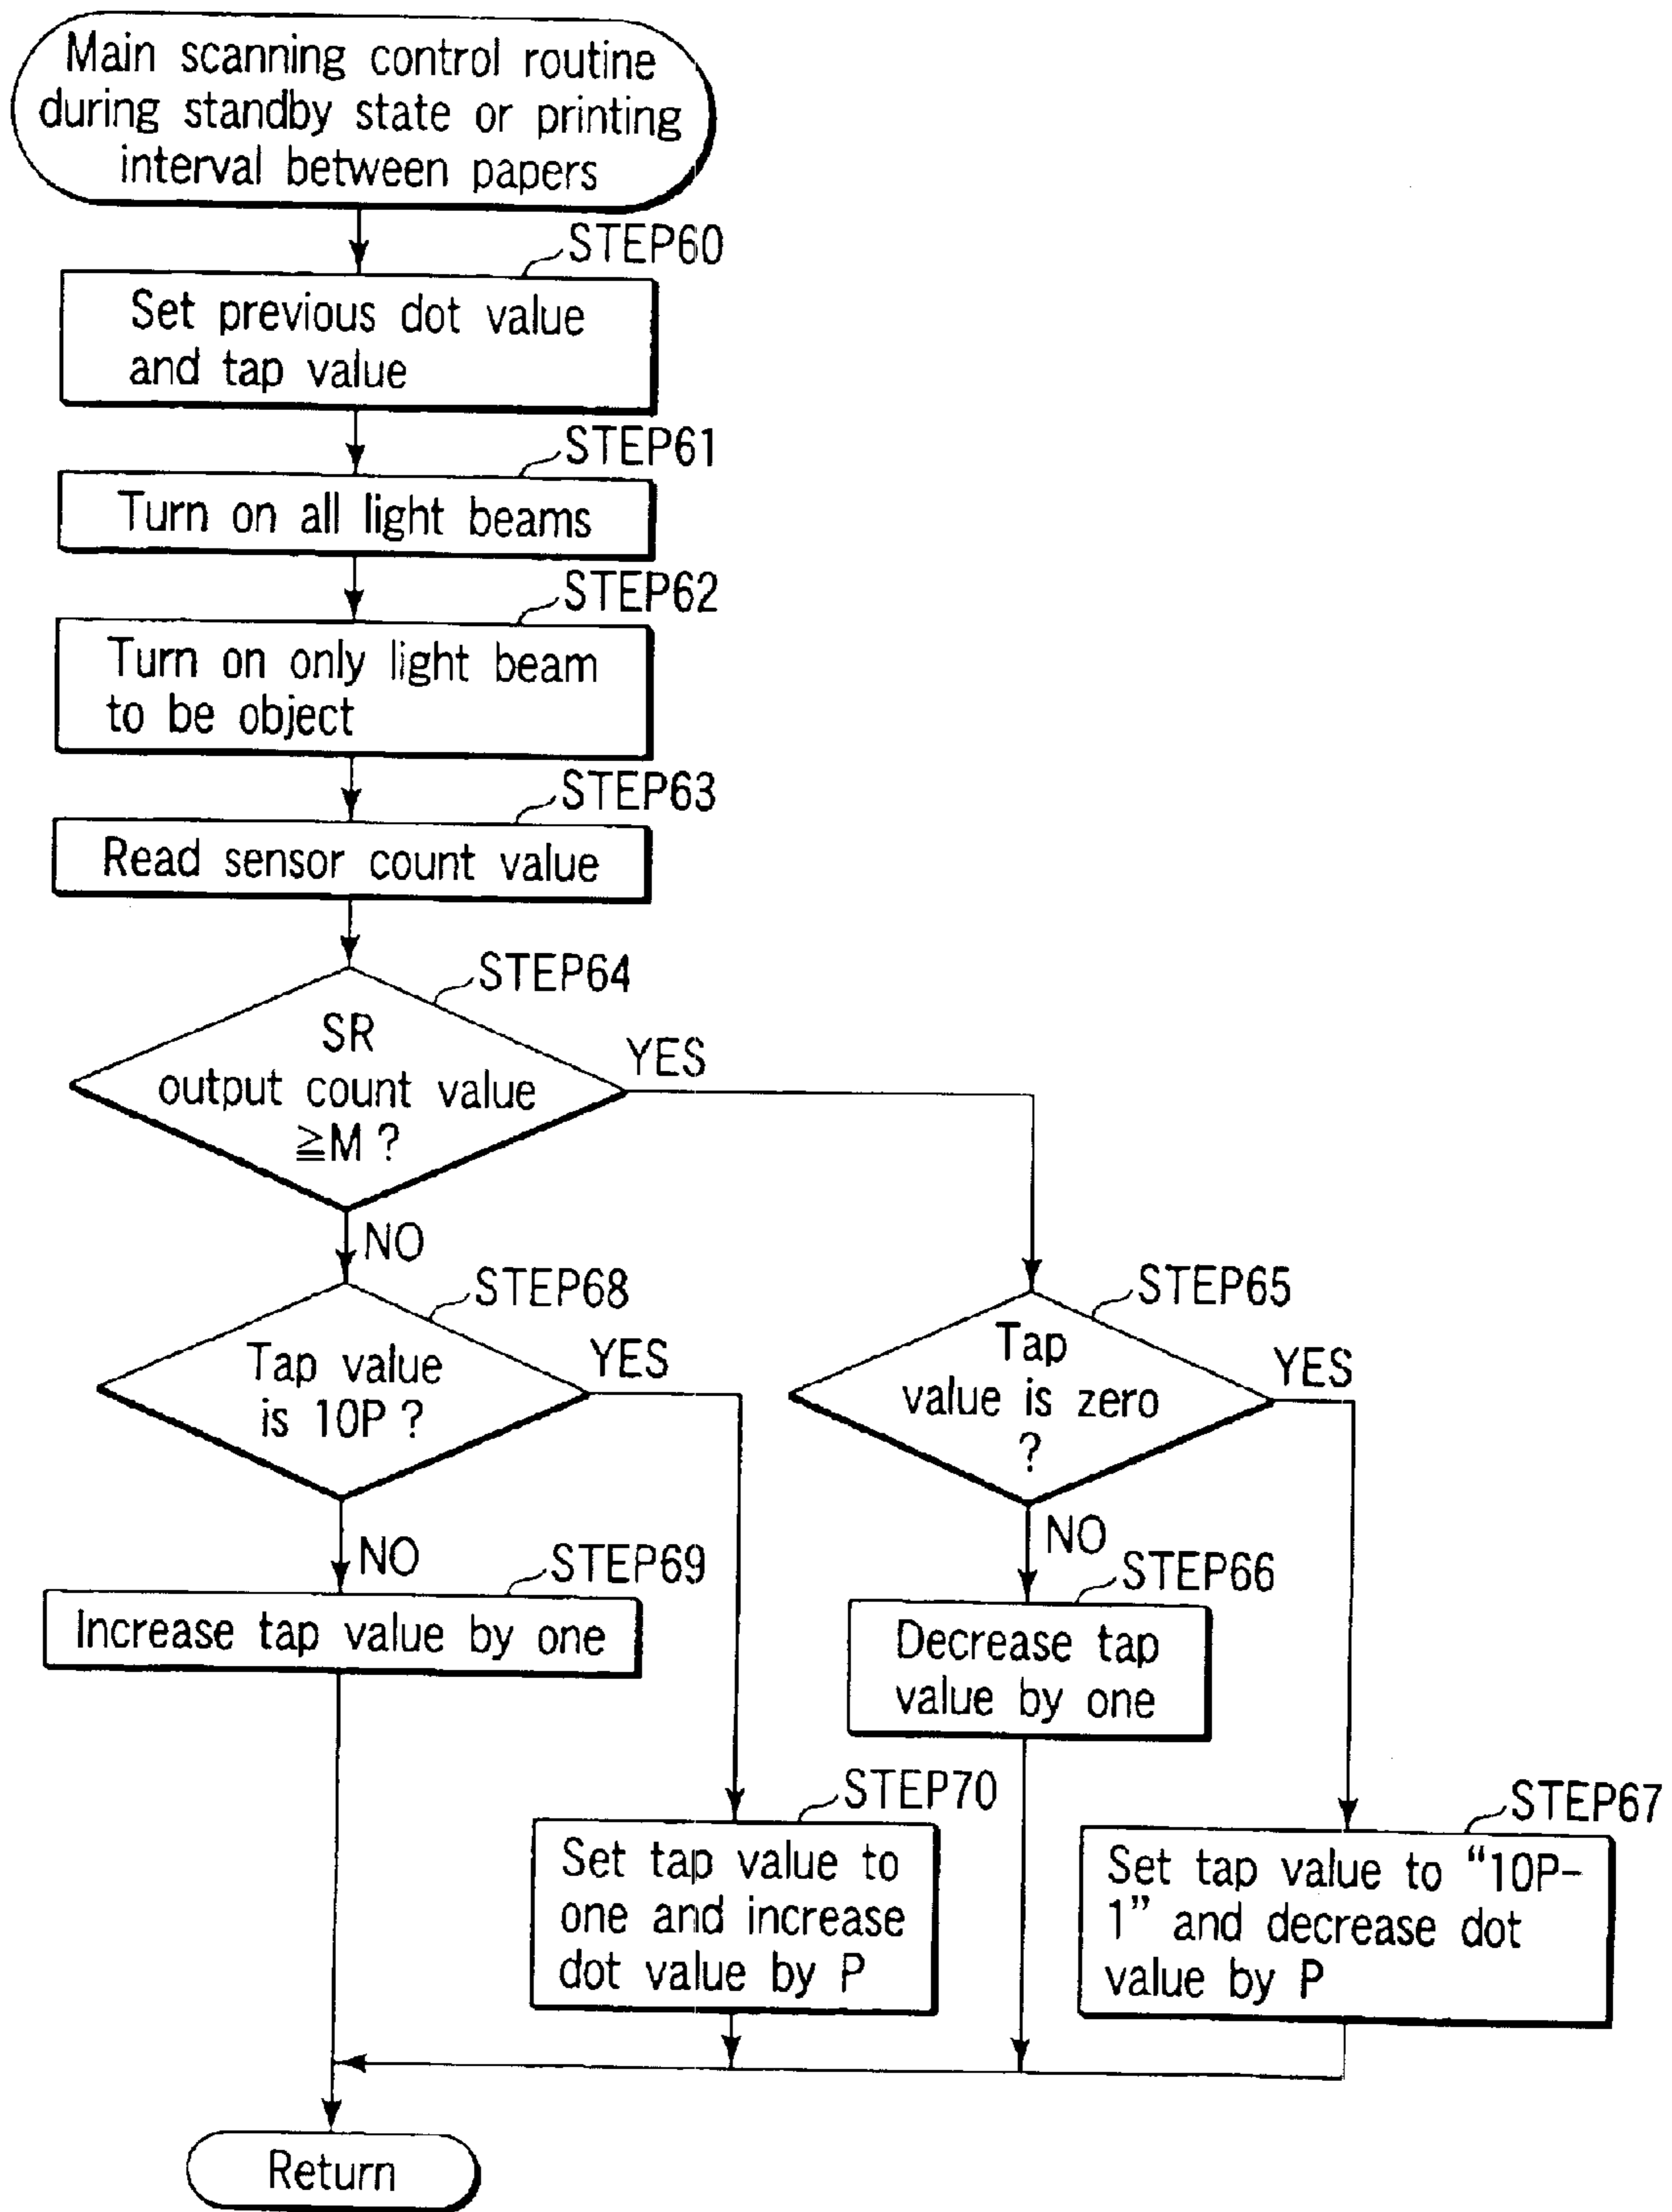 Main scanning control routine
during standby state or printing
interval between papers
STEP60
Set previous dot value
and tap value
STEP61
Turn on all light beams
STEP62
Turn on only light beam
to be object
STEP63
Read sensor count value
STEP64
SR
output count value
≧M ?
YES
NO
STEP68
Tap value
is 10P ?
YES
NO
STEP65
Tap
value is zero
?
YES
NO
STEP69
Increase tap value by one
STEP66
Decrease tap
value by one
STEP70
Set tap value to
one and increase
dot value by P
STEP67
Set tap value to “10P-
1” and decrease dot
value by P
Return